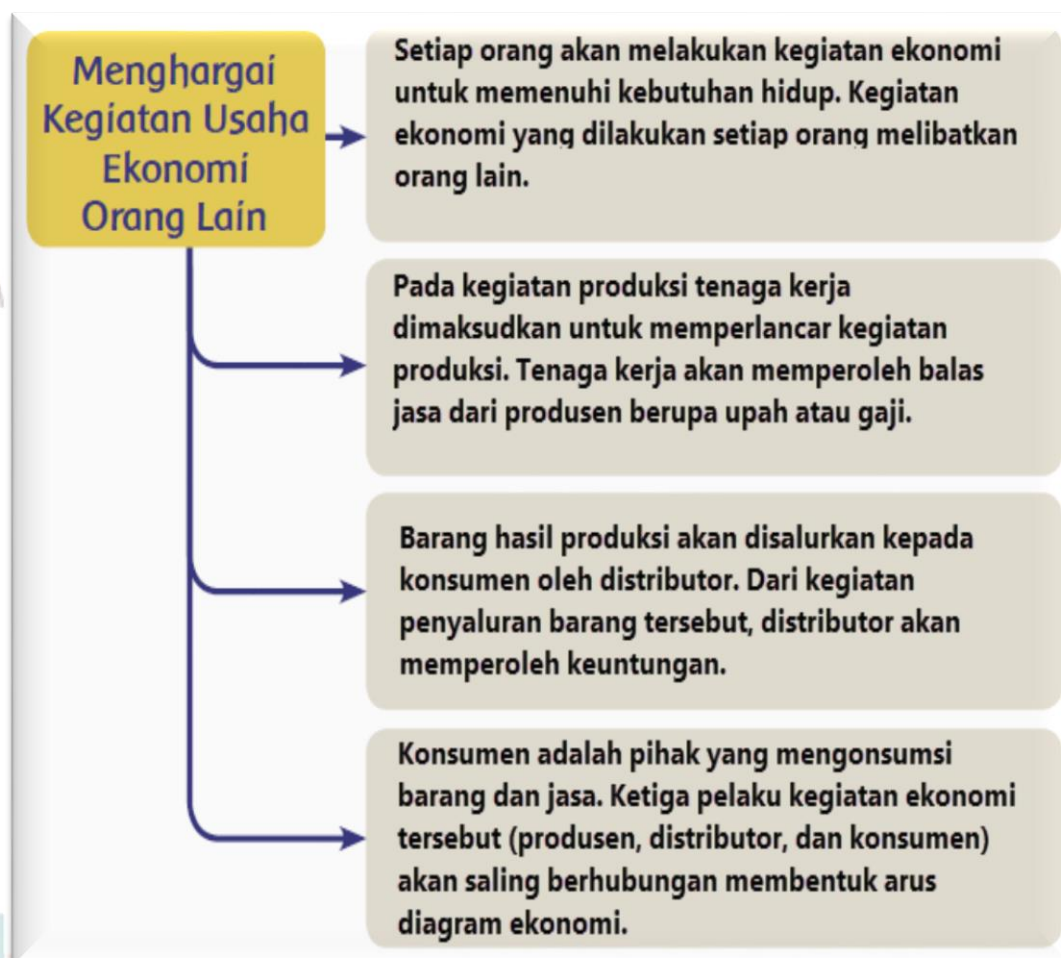 Menghargai
Kegiatan Usaha
Ekonomi
Orang Lain
Setiap orang akan melakukan kegiatan ekonomi
untuk memenuhi kebutuhan hidup. Kegiatan
ekonomi yang dilakukan setiap orang melibatkan
orang lain.
Pada kegiatan produksi tenaga kerja
dimaksudkan untuk memperlancar kegiatan
produksi. Tenaga kerja akan memperoleh balas
jasa dari produsen berupa upah atau gaji.
Barang hasil produksi akan disalurkan kepada
konsumen oleh distributor. Dari kegiatan
penyaluran barang tersebut, distributor akan
memperoleh keuntungan.
Konsumen adalah pihak yang mengonsumsi
barang dan jasa. Ketiga pelaku kegiatan ekonomi
tersebut (produsen, distributor, dan konsumen)
akan saling berhubungan membentuk arus
diagram ekonomi.